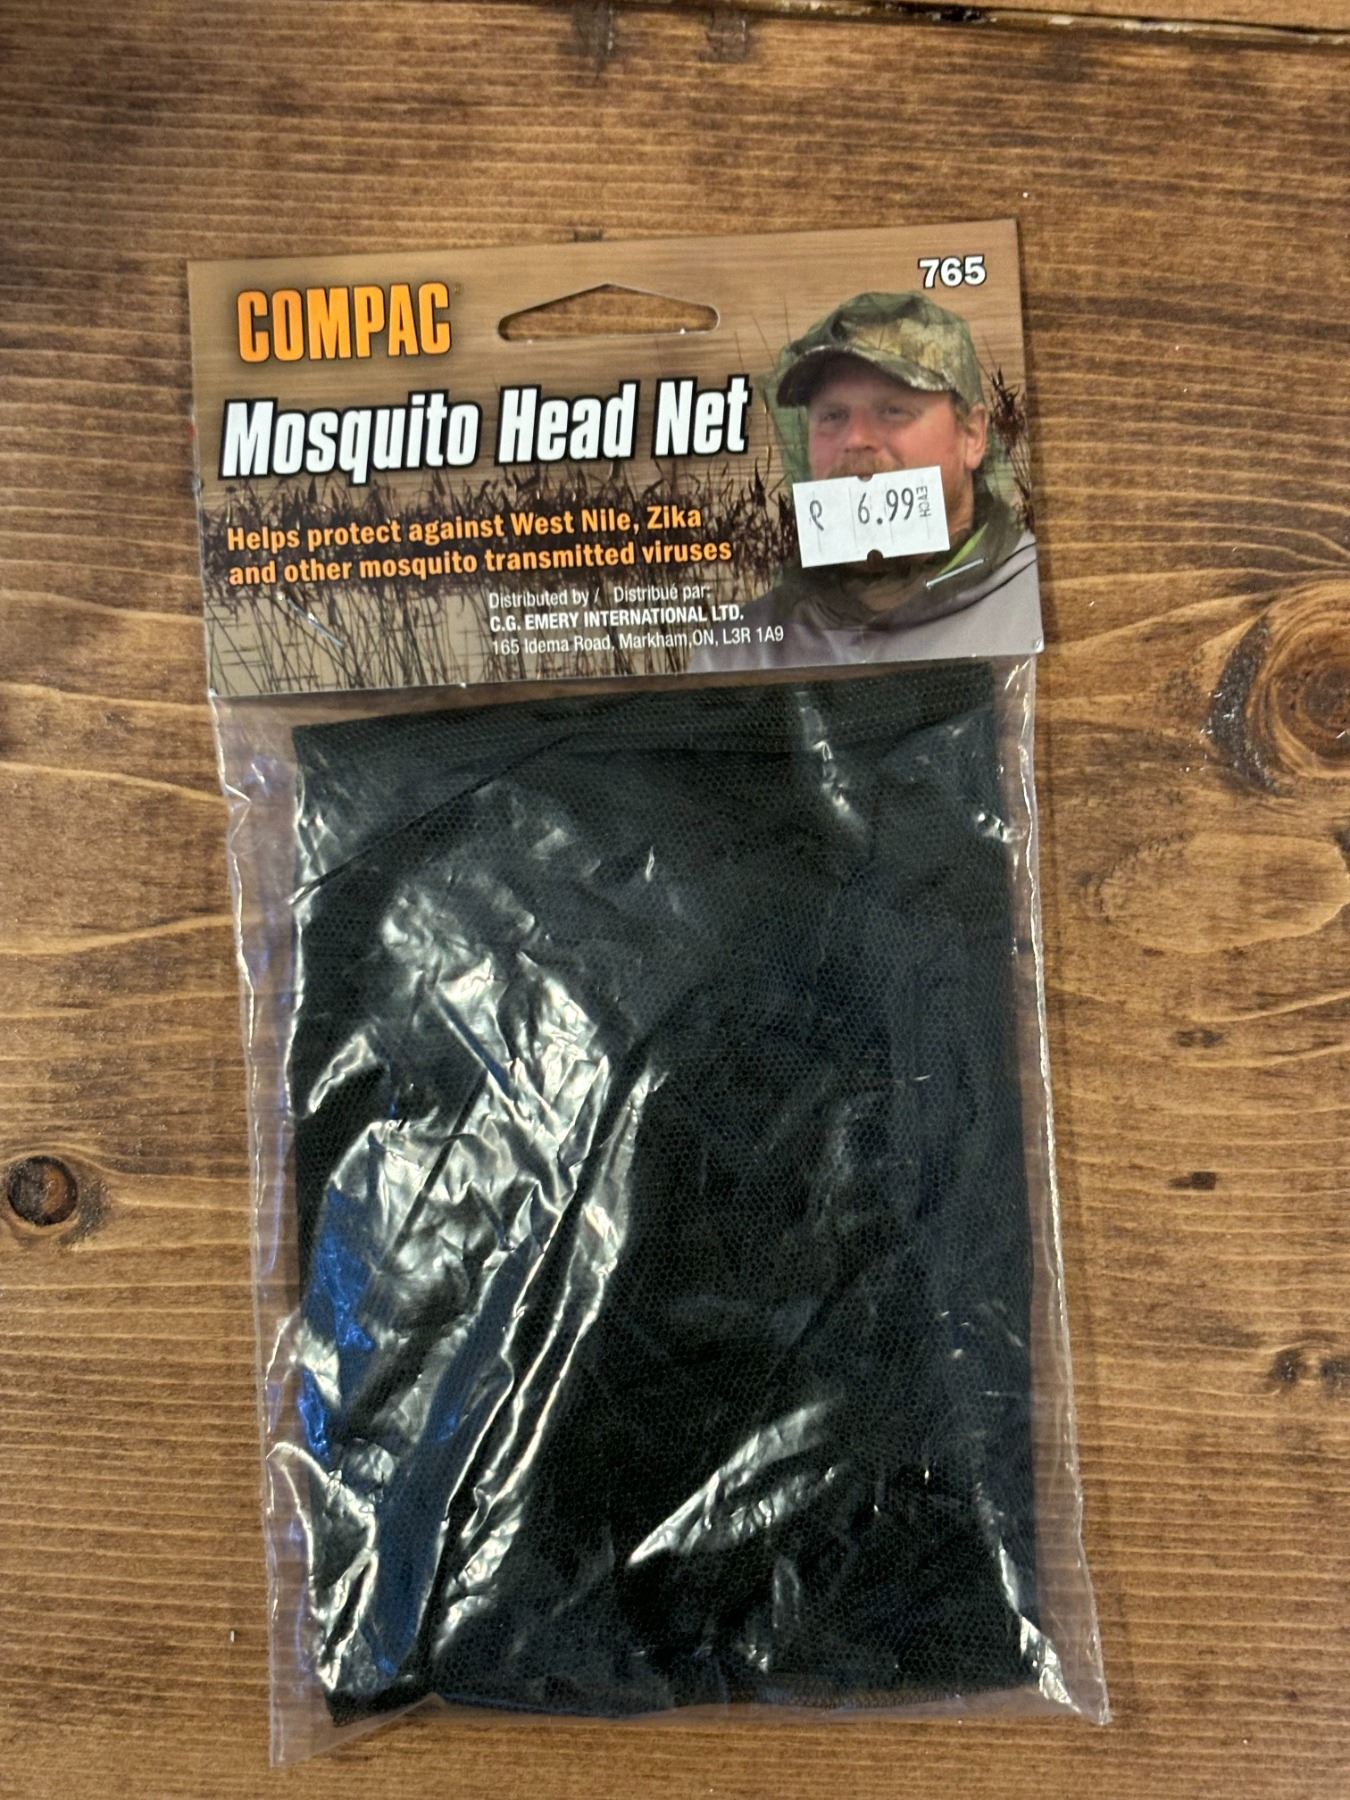 COMPAC
765
Mosquito Head Net
6.99 EACH
Helps protect against West Nile, Zika
and other mosquito transmitted viruses
Distributed by / Distribué par:
C.G. EMERY INTERNATIONAL LTD.
165 Idema Road, Markham,ON, L3R 1A9